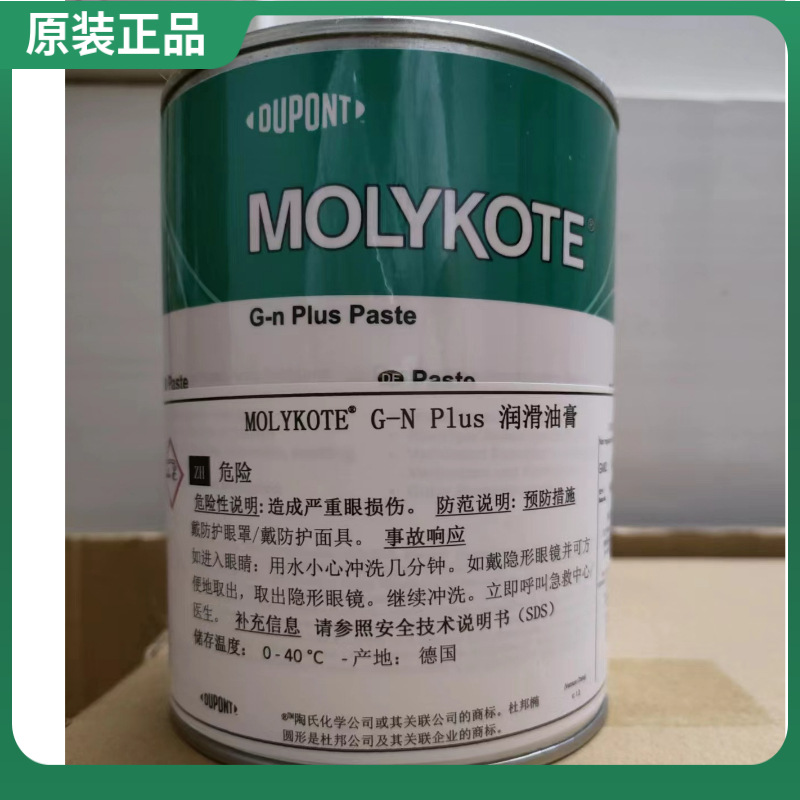 原装正品
DUPONT
MOLYKOTE®
G-n Plus Paste
Paste
DE Paste
MOLYKOTE® G-N Plus 润滑油膏
ZH 危险
危险性说明: 造成严重眼损伤。 防范说明: 预防措施
戴防护眼罩/戴防护面具。 事故响应
如进入眼睛: 用水小心冲洗几分钟。如戴隐形眼镜并可方
便地取出, 取出隐形眼镜。继续冲洗。立即呼叫急救中心/
医生。 补充信息 请参照安全技术说明书 (SDS)
储存温度: 0-40 ℃ -产地: 德国
DUPONT
®™陶氏化学公司或其关联公司的商标。杜邦椭
圆形是杜邦公司及其关联企业的商标。